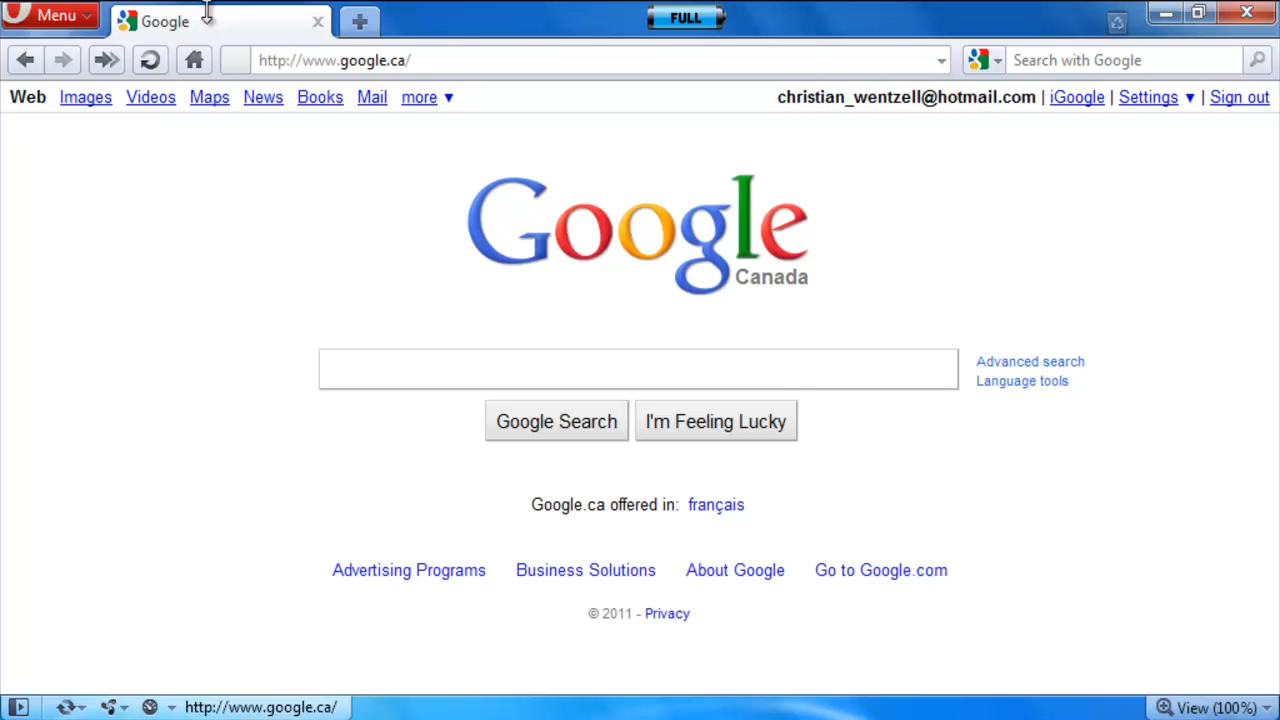 Menu
Google
FULL
http://www.google.ca/
Search with Google
Web Images Videos Maps News Books Mail more ▼
christian_wentzell@hotmail.com | iGoogle | Settings ▼ | Sign out
Google
Canada
Advanced search
Language tools
Google Search
I'm Feeling Lucky
Google.ca offered in: français
Advertising Programs
Business Solutions
About Google
Go to Google.com
© 2011 - Privacy
http://www.google.ca/
View (100%)